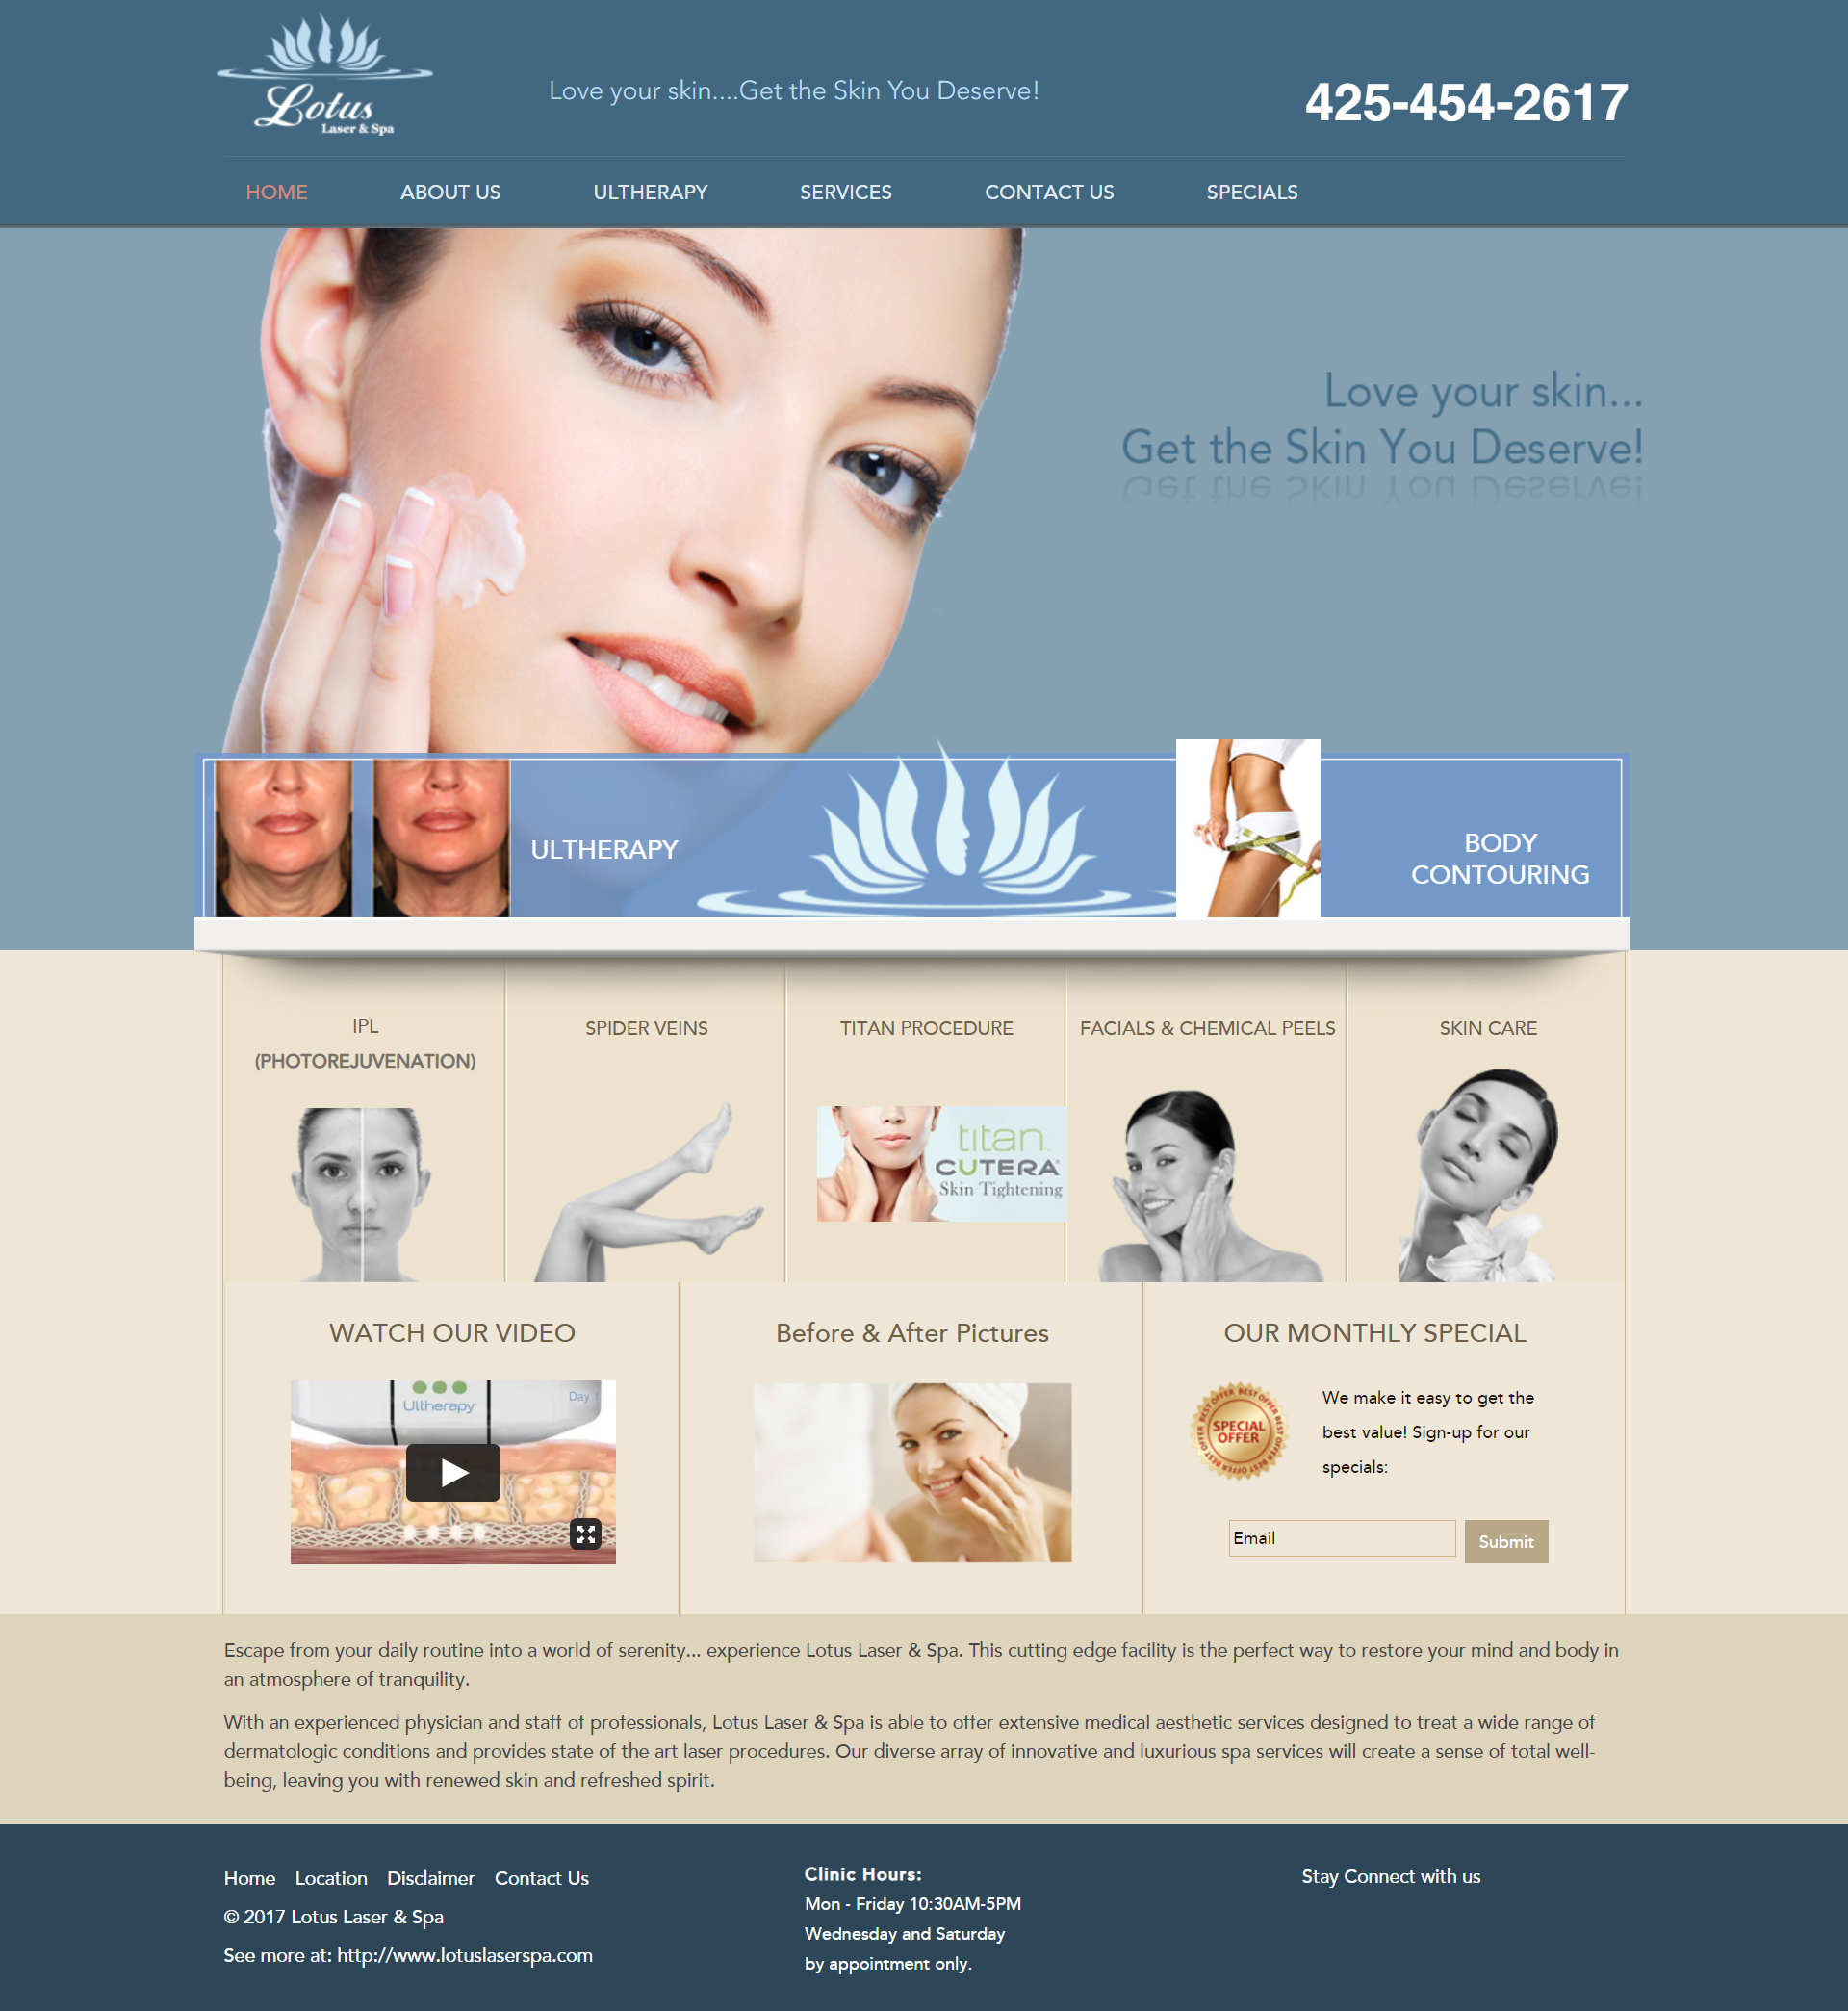 Lotus
Laser & Spa
Love your skin....Get the Skin You Deserve!
425-454-2617
HOME
ABOUT US
ULTHERAPY
SERVICES
CONTACT US
SPECIALS
Love your skin...
Get the Skin You Deserve!
ULTHERAPY
BODY
CONTOURING
IPL
(PHOTOREJUVENATION)
SPIDER VEINS
TITAN PROCEDURE
titan
CUTERA
Skin Tightening
FACIALS & CHEMICAL PEELS
SKIN CARE
WATCH OUR VIDEO
Ultherapy
Day 1
Before & After Pictures
OUR MONTHLY SPECIAL
BEST OFFER BEST OFFER BEST OFFER BEST OFFER
SPECIAL
OFFER
We make it easy to get the
best value! Sign-up for our
specials:
Email
Submit
Escape from your daily routine into a world of serenity... experience Lotus Laser & Spa. This cutting edge facility is the perfect way to restore your mind and body in
an atmosphere of tranquility.
With an experienced physician and staff of professionals, Lotus Laser & Spa is able to offer extensive medical aesthetic services designed to treat a wide range of
dermatologic conditions and provides state of the art laser procedures. Our diverse array of innovative and luxurious spa services will create a sense of total well-
being, leaving you with renewed skin and refreshed spirit.
Home
Location
Disclaimer
Contact Us
© 2017 Lotus Laser & Spa
See more at: http://www.lotuslaserspa.com
Clinic Hours:
Mon - Friday 10:30AM-5PM
Wednesday and Saturday
by appointment only.
Stay Connect with us